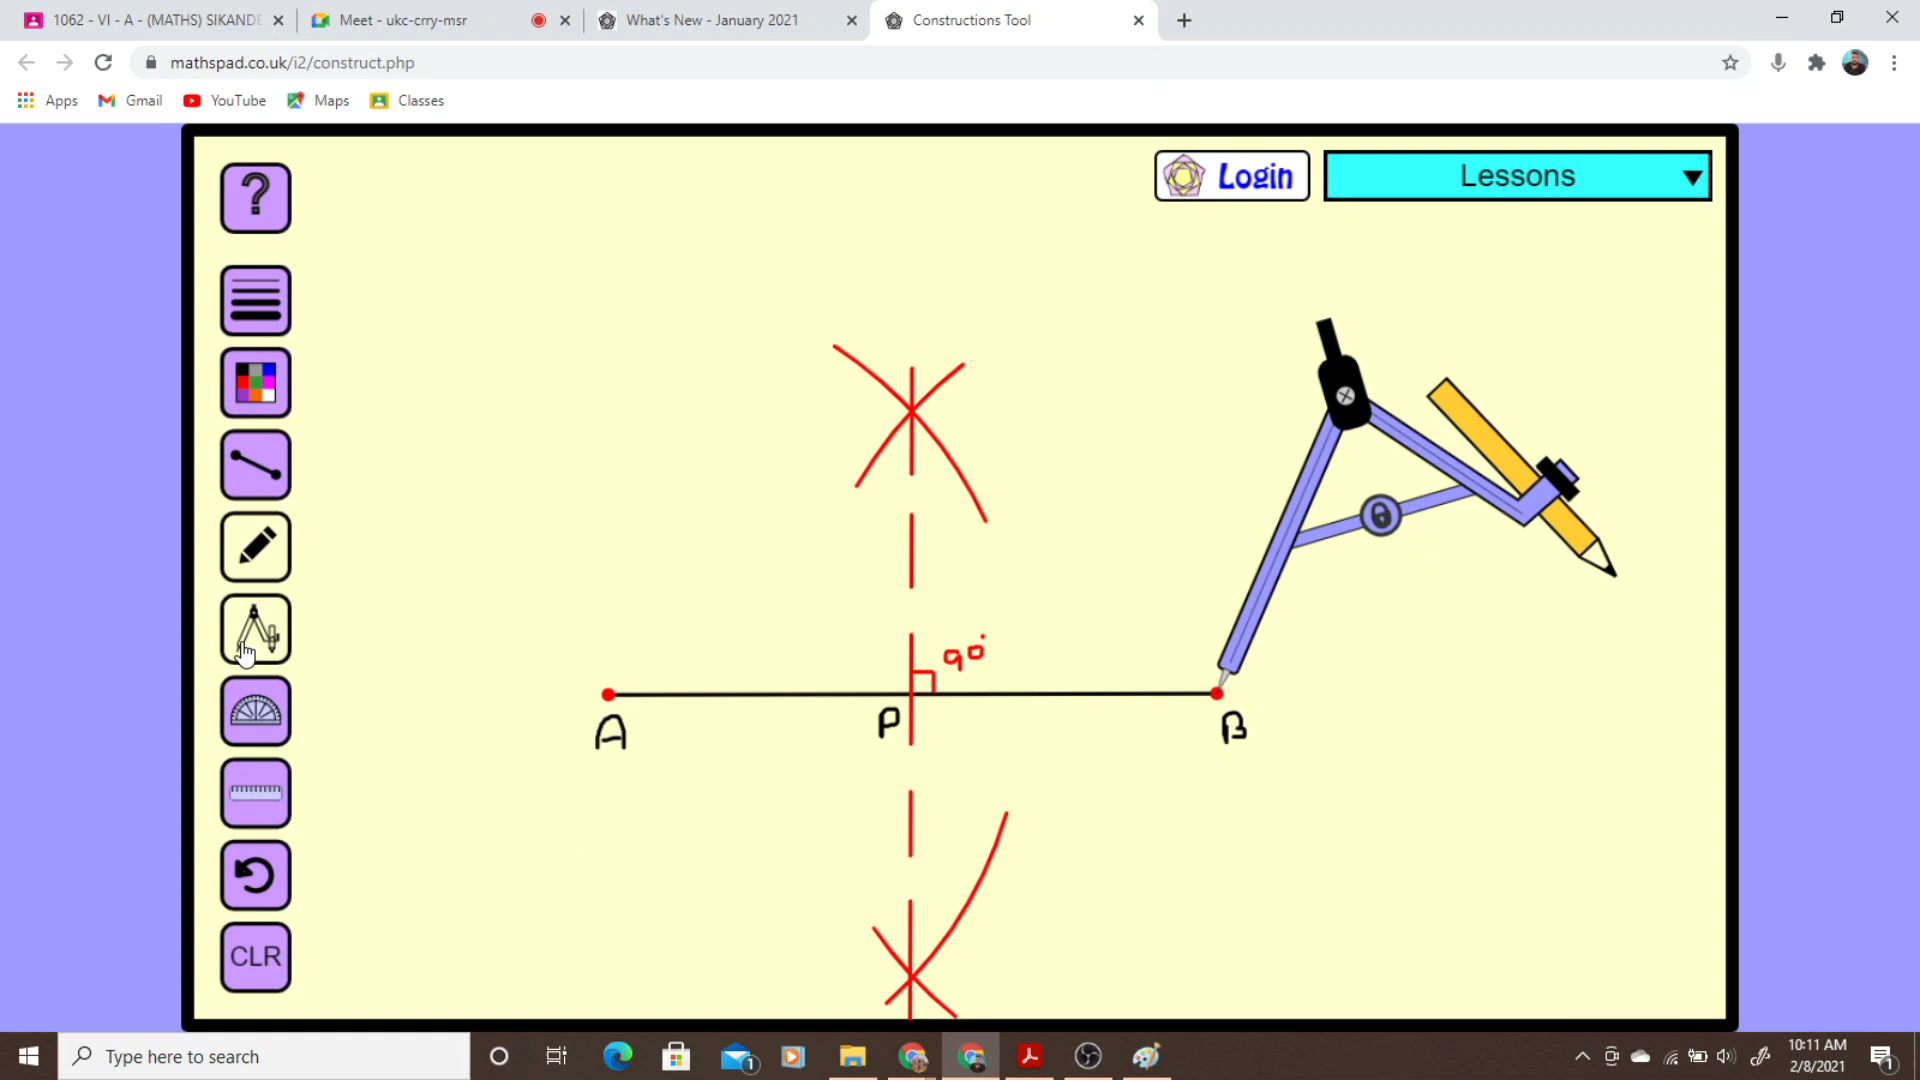 1062 - VI - A - (MATHS) SIKANDE
Meet - ukc-crry-msr
What's New - January 2021
Constructions Tool
mathspad.co.uk/i2/construct.php
Apps
Gmail
YouTube
Maps
Classes
?
Login
Lessons
90°
A
P
B
CLR
Type here to search
1
10:11 AM
2/8/2021
1